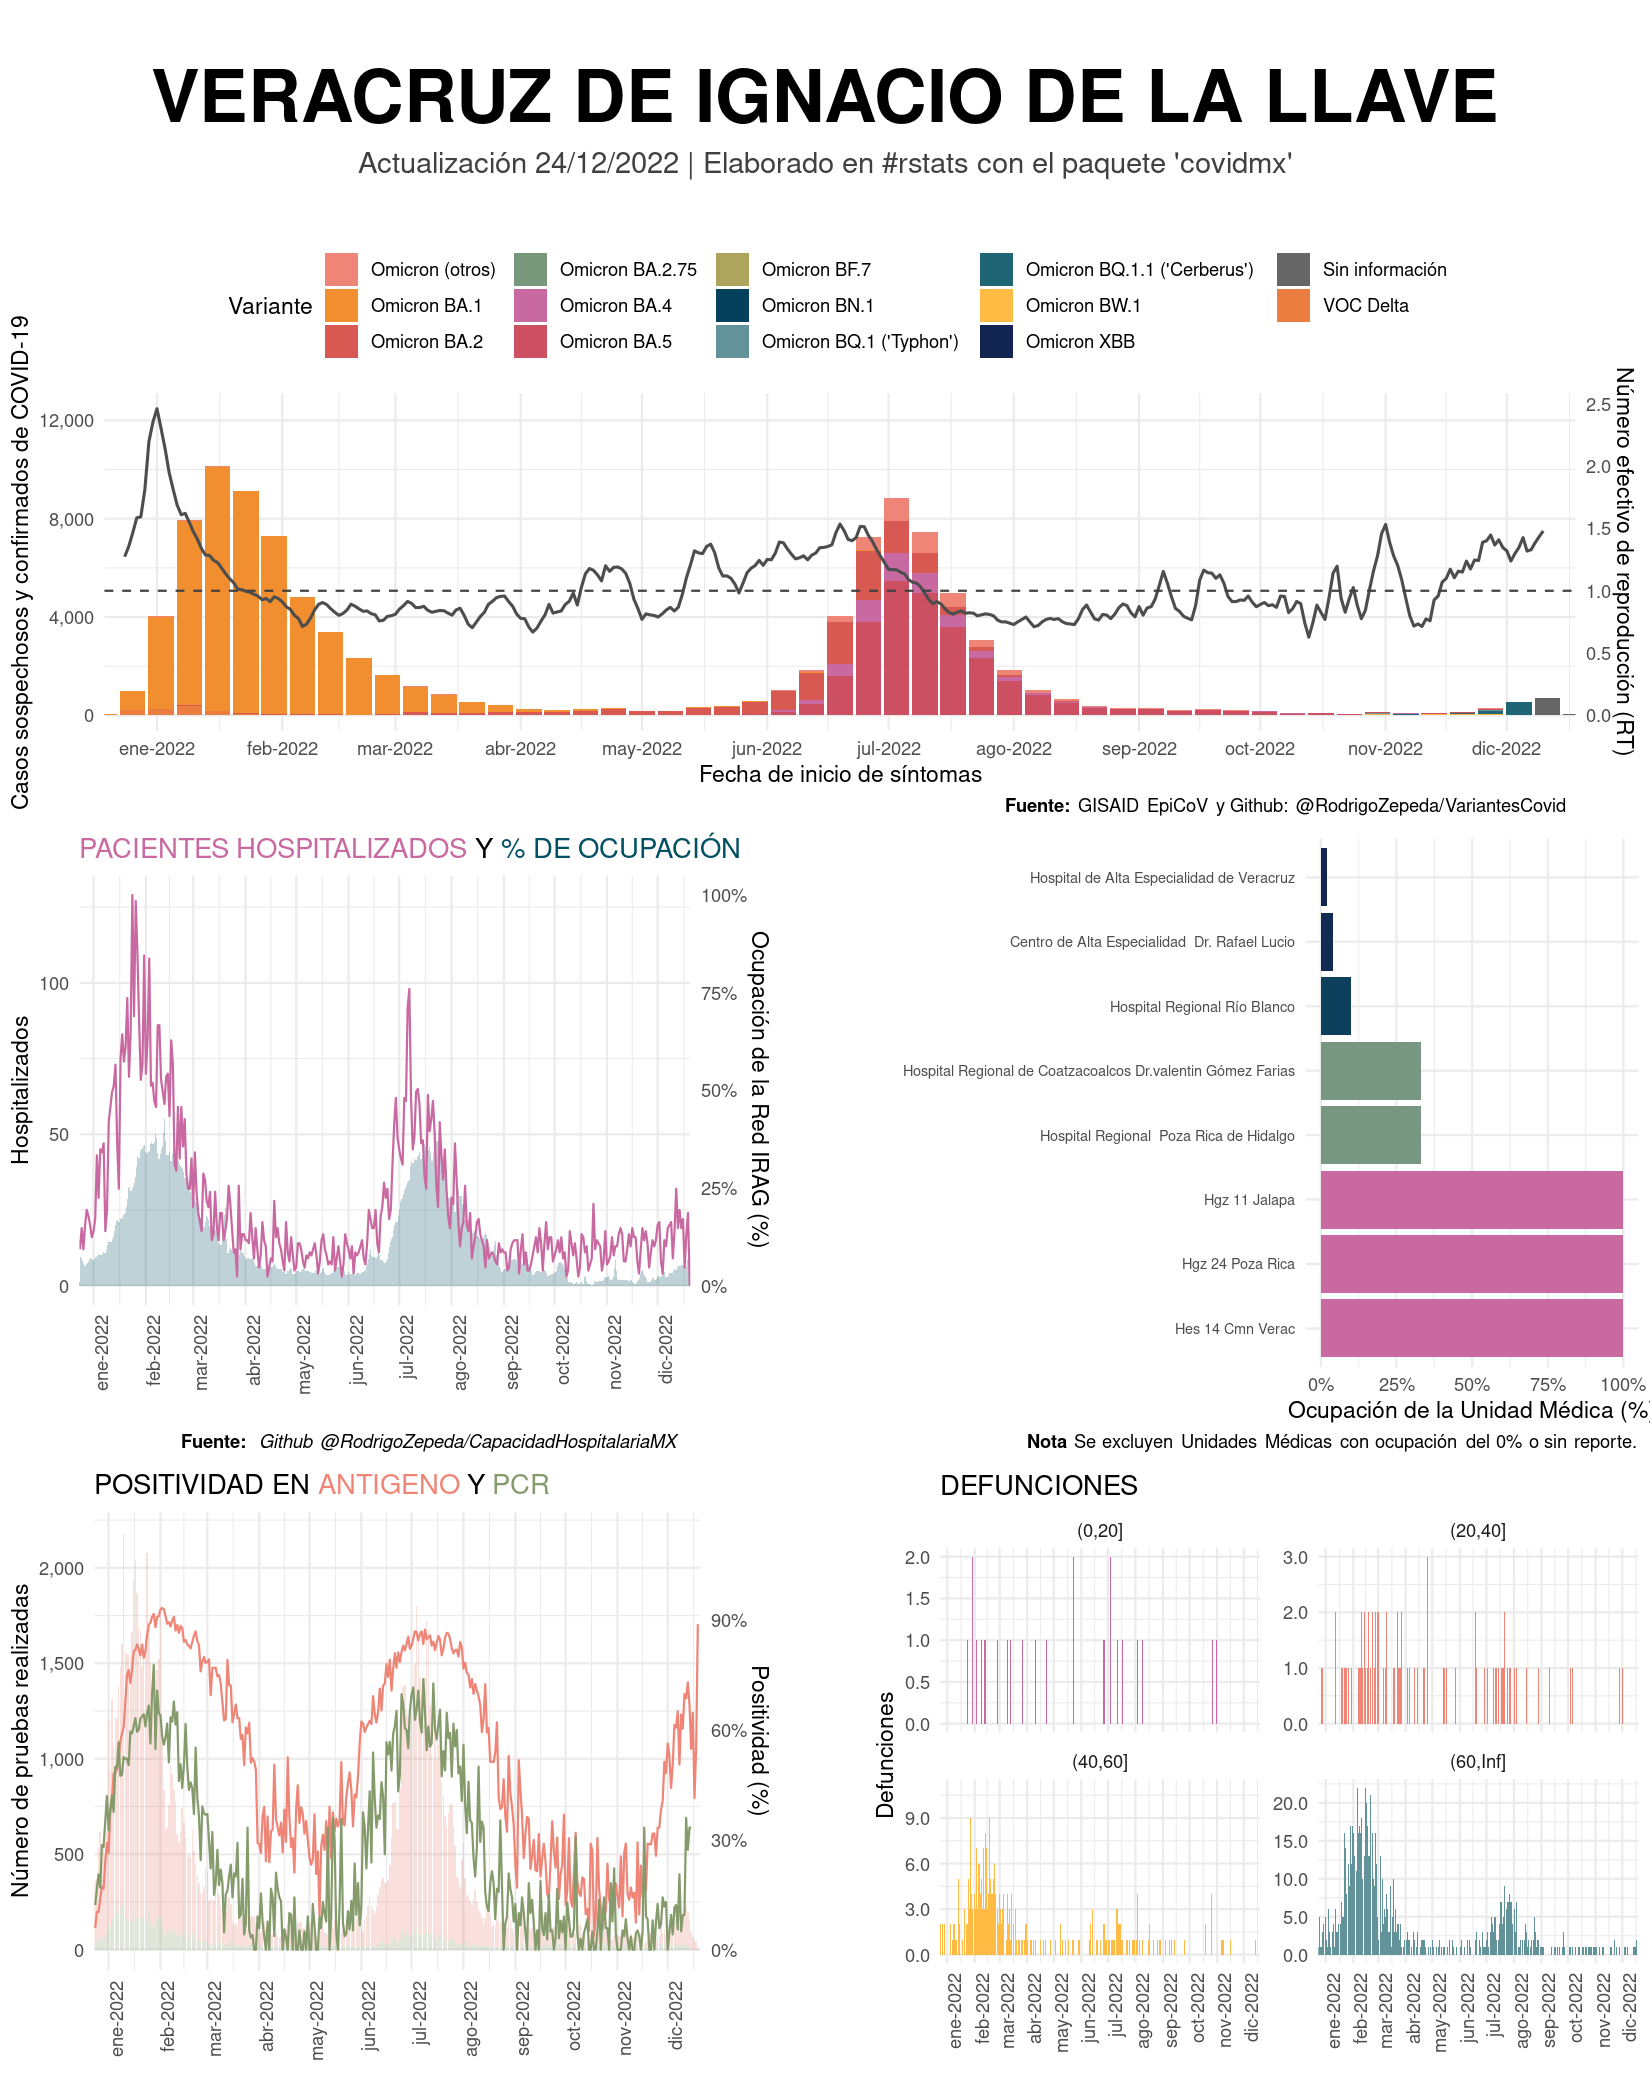 VERACRUZ DE IGNACIO DE LA LLAVE
Actualización 24/12/2022 | Elaborado en #rstats con el paquete 'covidmx'
Variante
Omicron (otros)
Omicron BA.1
Omicron BA.2
Omicron BA.2.75
Omicron BA.4
Omicron BA.5
Omicron BF.7
Omicron BN.1
Omicron BQ.1 ('Typhon')
Omicron BQ.1.1 ('Cerberus')
Omicron BW.1
Omicron XBB
Sin información
VOC Delta
Casos sospechosos y confirmados de COVID-19
12,000
8,000
4,000
0
Número efectivo de reproducción (RT)
2.5
2.0
1.5
1.0
0.5
0.0
ene-2022 feb-2022 mar-2022 abr-2022 may-2022 jun-2022 jul-2022 ago-2022 sep-2022 oct-2022 nov-2022 dic-2022
Fecha de inicio de síntomas
Fuente: GISAID EpiCoV y Github: @RodrigoZepeda/VariantesCovid
PACIENTES HOSPITALIZADOS Y % DE OCUPACIÓN
Hospitalizados
100
50
0
100%
75%
50%
25%
0%
Ocupación de la Red IRAG (%)
ene-2022 feb-2022 mar-2022 abr-2022 may-2022 jun-2022 jul-2022 ago-2022 sep-2022 oct-2022 nov-2022 dic-2022
Fuente: Github @RodrigoZepeda/CapacidadHospitalariaMX
Hospital de Alta Especialidad de Veracruz
Centro de Alta Especialidad Dr. Rafael Lucio
Hospital Regional Río Blanco
Hospital Regional de Coatzacoalcos Dr.valentin Gómez Farias
Hospital Regional Poza Rica de Hidalgo
Hgz 11 Jalapa
Hgz 24 Poza Rica
Hes 14 Cmn Verac
0% 25% 50% 75% 100%
Ocupación de la Unidad Médica (%)
Nota Se excluyen Unidades Médicas con ocupación del 0% o sin reporte.
POSITIVIDAD EN ANTIGENO Y PCR
Número de pruebas realizadas
2,000
1,500
1,000
500
0
90%
60%
30%
0%
Positividad (%)
ene-2022 feb-2022 mar-2022 abr-2022 may-2022 jun-2022 jul-2022 ago-2022 sep-2022 oct-2022 nov-2022 dic-2022
DEFUNCIONES
Defunciones
(0,20]
2.0
1.5
1.0
0.5
0.0
(20,40]
3.0
2.0
1.0
0.0
(40,60]
9.0
6.0
3.0
0.0
(60,Inf]
20.0
15.0
10.0
5.0
0.0
ene-2022 feb-2022 mar-2022 abr-2022 may-2022 jun-2022 jul-2022 ago-2022 sep-2022 oct-2022 nov-2022 dic-2022
ene-2022 feb-2022 mar-2022 abr-2022 may-2022 jun-2022 jul-2022 ago-2022 sep-2022 oct-2022 nov-2022 dic-2022